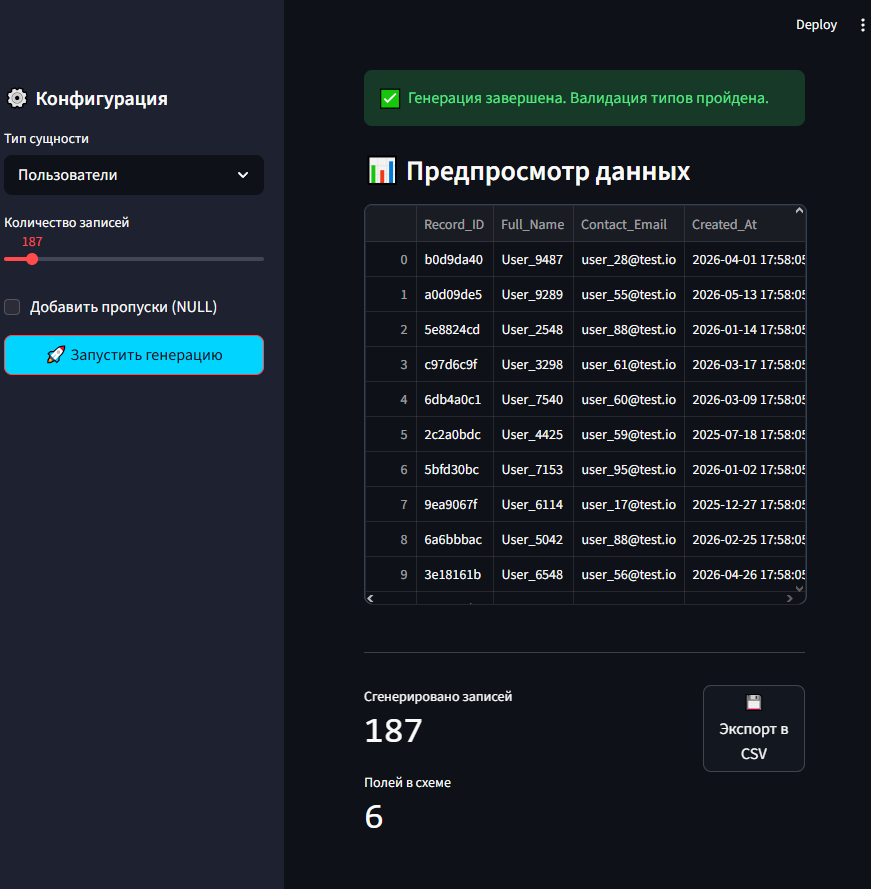 Deploy
Конфигурация
Тип сущности
Пользователи
Количество записей
187
Добавить пропуски (NULL)
Запустить генерацию
Генерация завершена. Валидация типов пройдена.
Предпросмотр данных
Record_ID Full_Name Contact_Email Created_At
0 b0d9da40 User_9487 user_28@test.io 2026-04-01 17:58:05
1 a0d09de5 User_9289 user_55@test.io 2026-05-13 17:58:05
2 5e8824cd User_2548 user_88@test.io 2026-01-14 17:58:05
3 c97d6c9f User_3298 user_61@test.io 2026-03-17 17:58:05
4 6db4a0c1 User_7540 user_60@test.io 2026-03-09 17:58:05
5 2c2a0bdc User_4425 user_59@test.io 2025-07-18 17:58:05
6 5bfd30bc User_7153 user_95@test.io 2026-01-02 17:58:05
7 9ea9067f User_6114 user_17@test.io 2025-12-27 17:58:05
8 6a6bbbac User_5042 user_88@test.io 2026-02-25 17:58:05
9 3e18161b User_6548 user_56@test.io 2026-04-26 17:58:05
Сгенерировано записей
187
Экспорт в
CSV
Полей в схеме
6